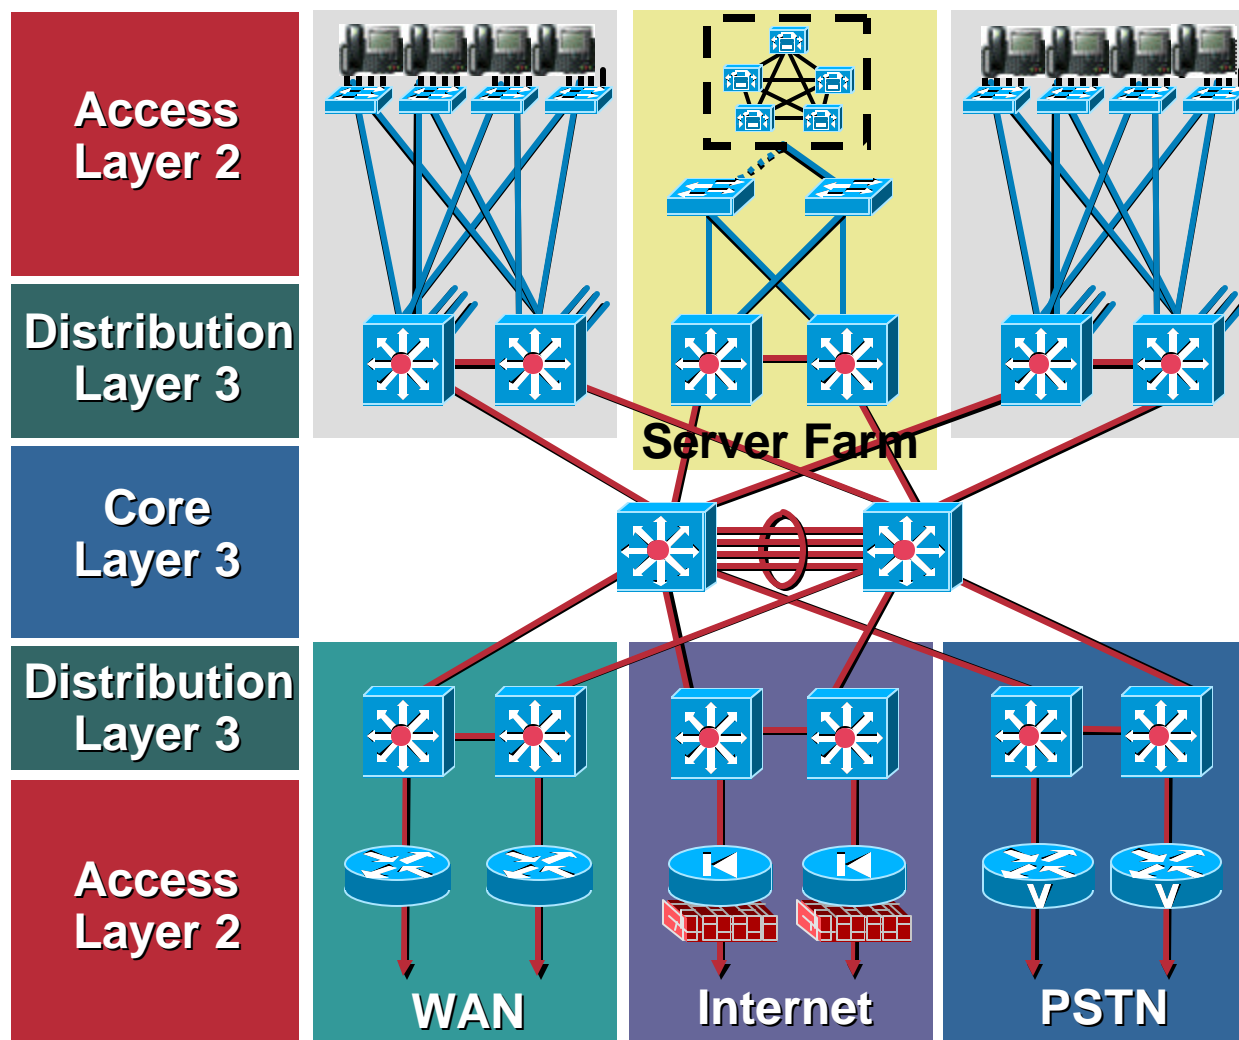 Access
Layer 2
Distribution
Layer 3
Server Farm
Core
Layer 3
Distribution
Layer 3
Access
Layer 2
WAN
Internet
PSTN
V
V